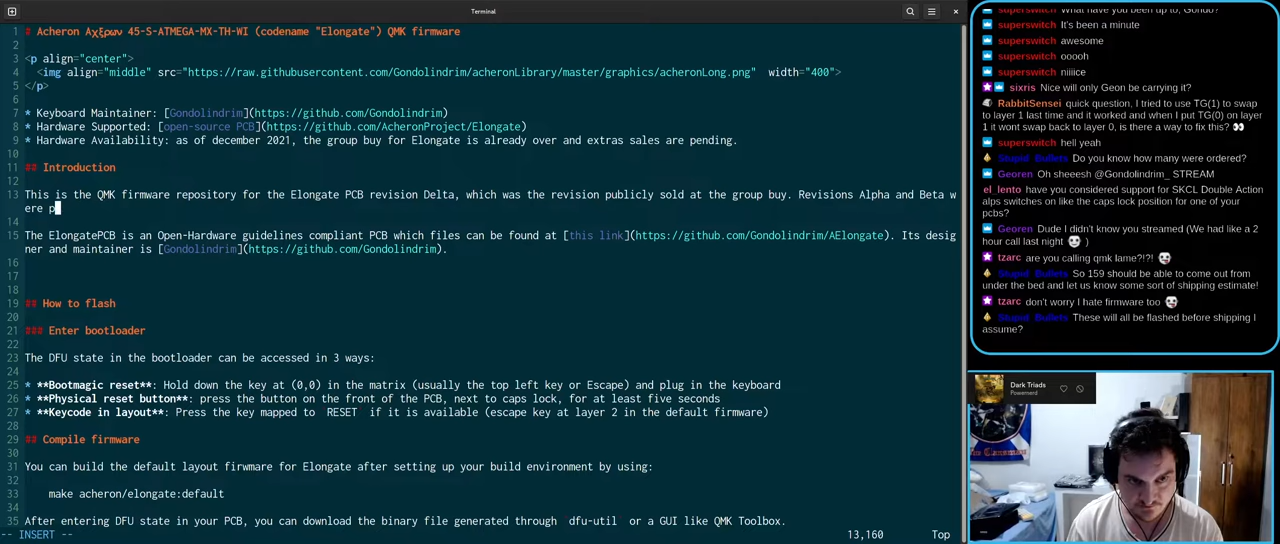 Terminal
1 # Acheron Αχξρων 45-S-ATMEGA-MX-TH-WI (codename "Elongate") QMK firmware
2
3 <p align="center">
4 <img align="middle" src="https://raw.githubusercontent.com/Gondolindrim/acheronLibrary/master/graphics/acheronLong.png" width="400">
5 </p>
6
7 * Keyboard Maintainer: [Gondolindrim](https://github.com/Gondolindrim)
8 * Hardware Supported: [open-source PCB](https://github.com/AcheronProject/Elongate)
9 * Hardware Availability: as of december 2021, the group buy for Elongate is already over and extras sales are pending.
10
11 ## Introduction
12
13 This is the QMK firmware repository for the Elongate PCB revision Delta, which was the revision publicly sold at the group buy. Revisions Alpha and Beta w
ere p
14
15 The ElongatePCB is an Open-Hardware guidelines compliant PCB which files can be found at [this link](https://github.com/Gondolindrim/AElongate). Its desig
ner and maintainer is [Gondolindrim](https://github.com/Gondolindrim).
16
17
18
19 ## How to flash
20
21 ### Enter bootloader
22
23 The DFU state in the bootloader can be accessed in 3 ways:
24
25 * **Bootmagic reset**: Hold down the key at (0,0) in the matrix (usually the top left key or Escape) and plug in the keyboard
26 * **Physical reset button**: press the button on the front of the PCB, next to caps lock, for at least five seconds
27 * **Keycode in layout**: Press the key mapped to RESET if it is available (escape key at layer 2 in the default firmware)
28
29 ## Compile firmware
30
31 You can build the default layout firwmare for Elongate after setting up your build environment by using:
32
33 make acheron/elongate:default
34
35 After entering DFU state in your PCB, you can download the binary file generated through dfu-util or a GUI like QMK Toolbox.
-- INSERT -- 13,160 Top
superswitch What have you been up to, Gondo?
superswitch It's been a minute
superswitch awesome
superswitch ooooh
superswitch niiice
sixris Nice will only Geon be carrying it?
RabbitSensei quick question, I tried to use TG(1) to swap
to layer 1 last time and it worked and when I put TG(0) on layer
1 it wont swap back to layer 0, is there a way to fix this?
superswitch hell yeah
Stupid_Bullets Do you know how many were ordered?
Georen Oh sheeesh @Gondolindrim_ STREAM
el_lento have you considered support for SKCL Double Action
alps switches on like the caps lock position for one of your
pcbs?
Georen Dude I didn't know you streamed (We had like a 2
hour call last night )
tzarc are you calling qmk lame?!?!
Stupid_Bullets So 159 should be able to come out from
under the bed and let us know some sort of shipping estimate!
tzarc don't worry I hate firmware too
Stupid_Bullets These will all be flashed before shipping I
assume?
Dark Triads
Powernerd